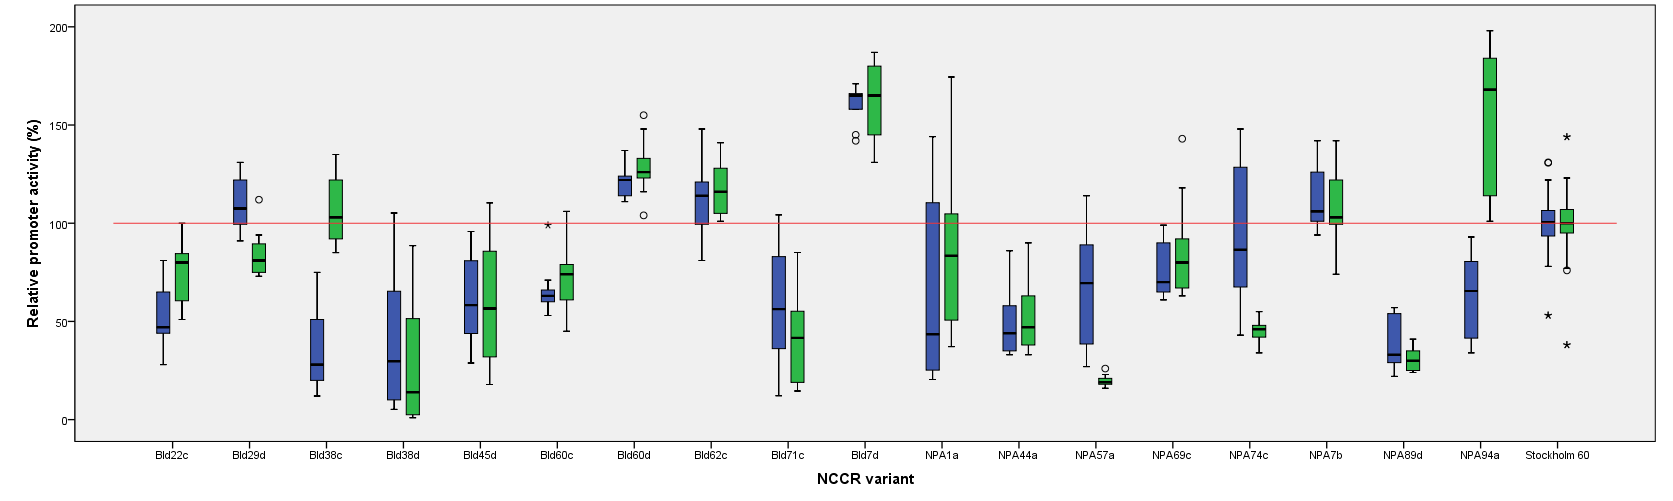 Relative promoter activity (%)
200
150
100
50
0
Bld22c Bld29d Bld38c Bld38d Bld45d Bld60c Bld60d Bld62c Bld71c Bld7d NPA1a NPA44a NPA57a NPA69c NPA74c NPA7b NPA89d NPA94a Stockholm 60
NCCR variant